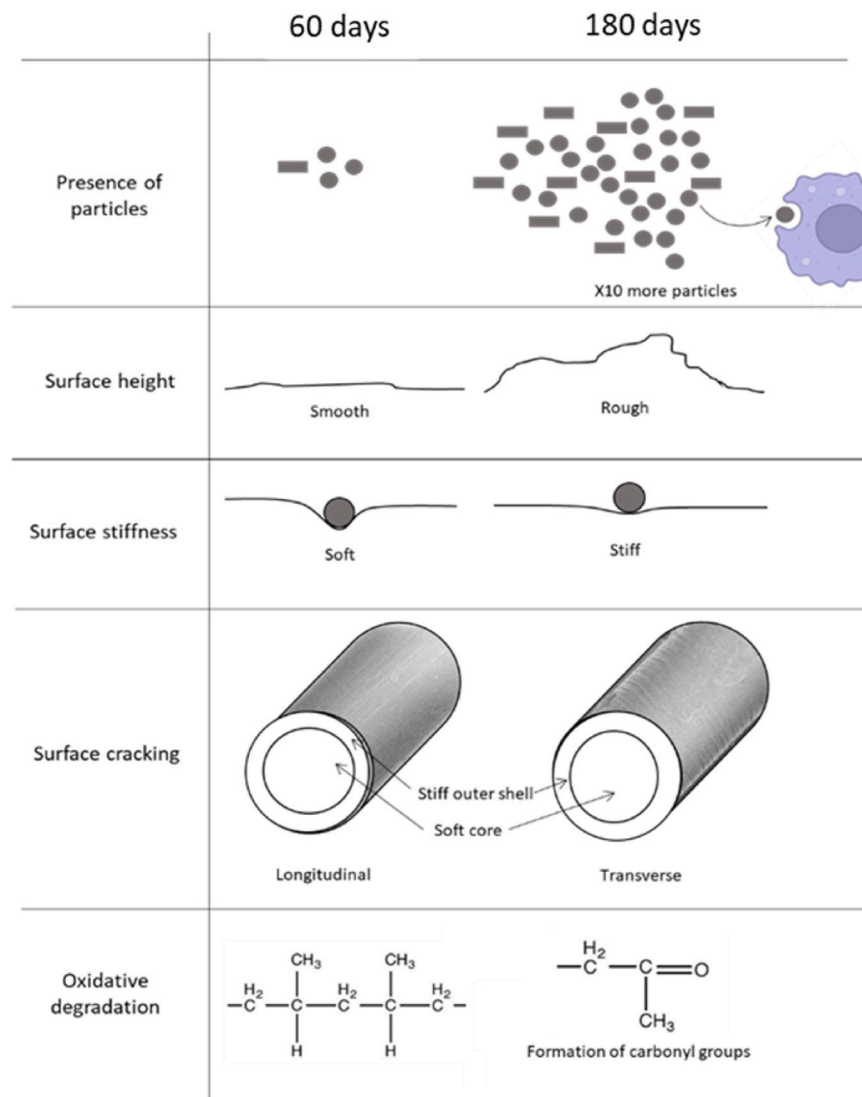 60 days 180 days
Presence of
particles
X10 more particles
Surface height
Smooth Rough
Surface stiffness
Soft Stiff
Surface cracking
Stiff outer shell
Soft core
Longitudinal Transverse
Oxidative
degradation
CH3 CH3
H2 H2 H2
C C C C C
H H
H2
C C O
CH3
Formation of carbonyl groups